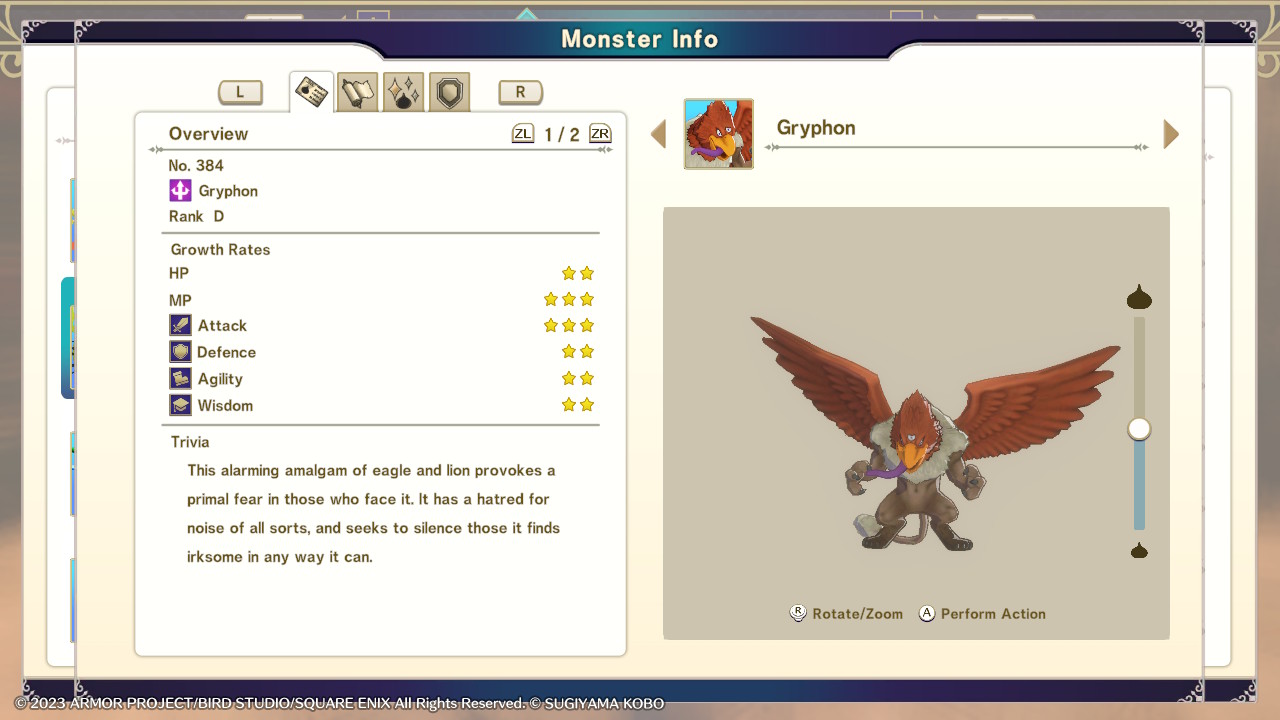 Monster Info
L
R
Overview
ZL 1 / 2 ZR
No. 384
Gryphon
Rank D
Growth Rates
HP
MP
Attack
Defence
Agility
Wisdom
Trivia
This alarming amalgam of eagle and lion provokes a
primal fear in those who face it. It has a hatred for
noise of all sorts, and seeks to silence those it finds
irksome in any way it can.
Gryphon
R Rotate/Zoom A Perform Action
© 2023 ARMOR PROJECT/BIRD STUDIO/SQUARE ENIX All Rights Reserved. © SUGIYAMA KOBO